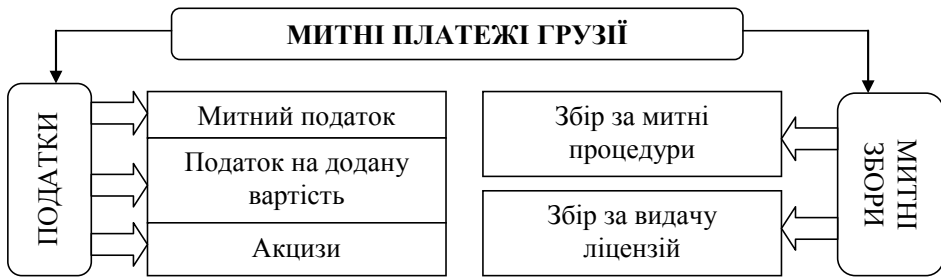 МИТНІ ПЛАТЕЖІ ГРУЗІЇ
ПОДАТКИ
Митний податок
Податок на додану
вартість
Акцизи
Збір за митні
процедури
Збір за видачу
ліцензій
МИТНІ
ЗБОРИ